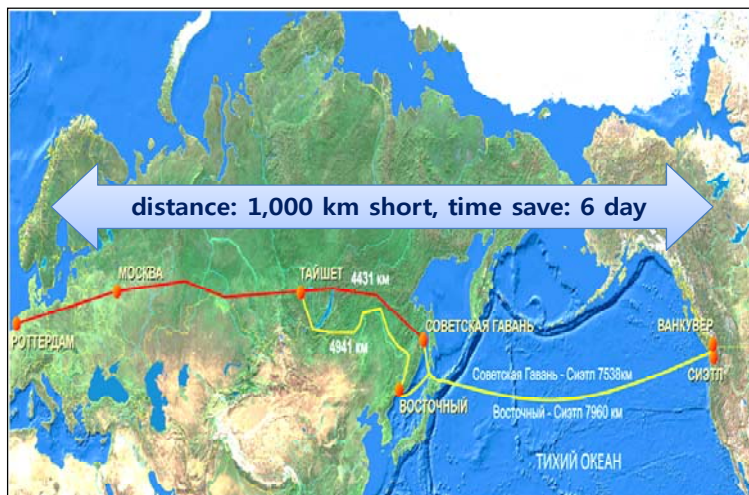 distance: 1,000 km short, time save: 6 day
МОСКВА
ТАЙШЕТ
4431 км
РОТТЕРДАМ
4941 км
СОВЕТСКАЯ ГАВАНЬ
ВАНКУВЕР
СИЭТЛ
Советская Гавань - Сиэтл 7538км
ВОСТОЧНЫЙ
Восточный - Сиэтл 7960 км
ТИХИЙ ОКЕАН